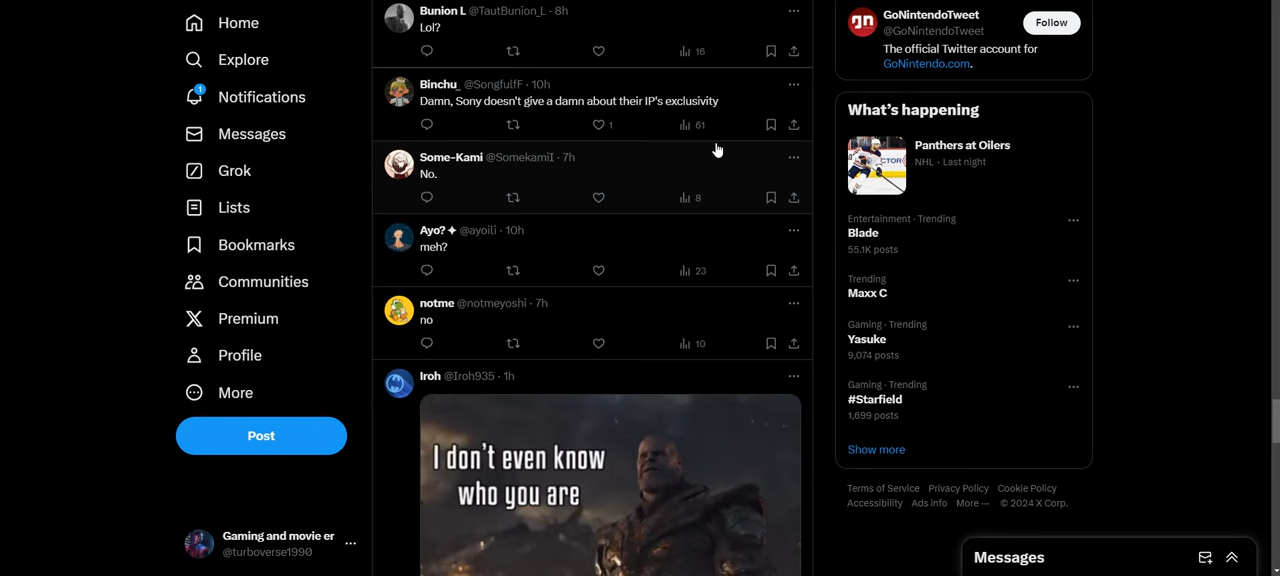 Home
Explore
1
Notifications
Messages
Grok
Lists
Bookmarks
Communities
Premium
Profile
More
Post
Gaming and movie er
@turboverse1990
Bunion L @TautBunion_L · 8h
Lol?
16
Binchu_ @SongfulfF · 10h
Damn, Sony doesn't give a damn about their IP's exclusivity
1
61
Some-Kami @SomekamiI · 7h
No.
8
Ayo? @ayoili · 10h
meh?
23
notme @notmeyoshi · 7h
no
10
Iroh @Iroh935 · 1h
I don't even know
who you are
GoNintendoTweet
@GoNintendoTweet
Follow
The official Twitter account for
GoNintendo.com.
What's happening
Panthers at Oilers
NHL · Last night
Entertainment · Trending
Blade
55.1K posts
Trending
Maxx C
Gaming · Trending
Yasuke
9,074 posts
Gaming · Trending
#Starfield
1,699 posts
Show more
Terms of Service Privacy Policy Cookie Policy
Accessibility Ads info More ··· © 2024 X Corp.
Messages